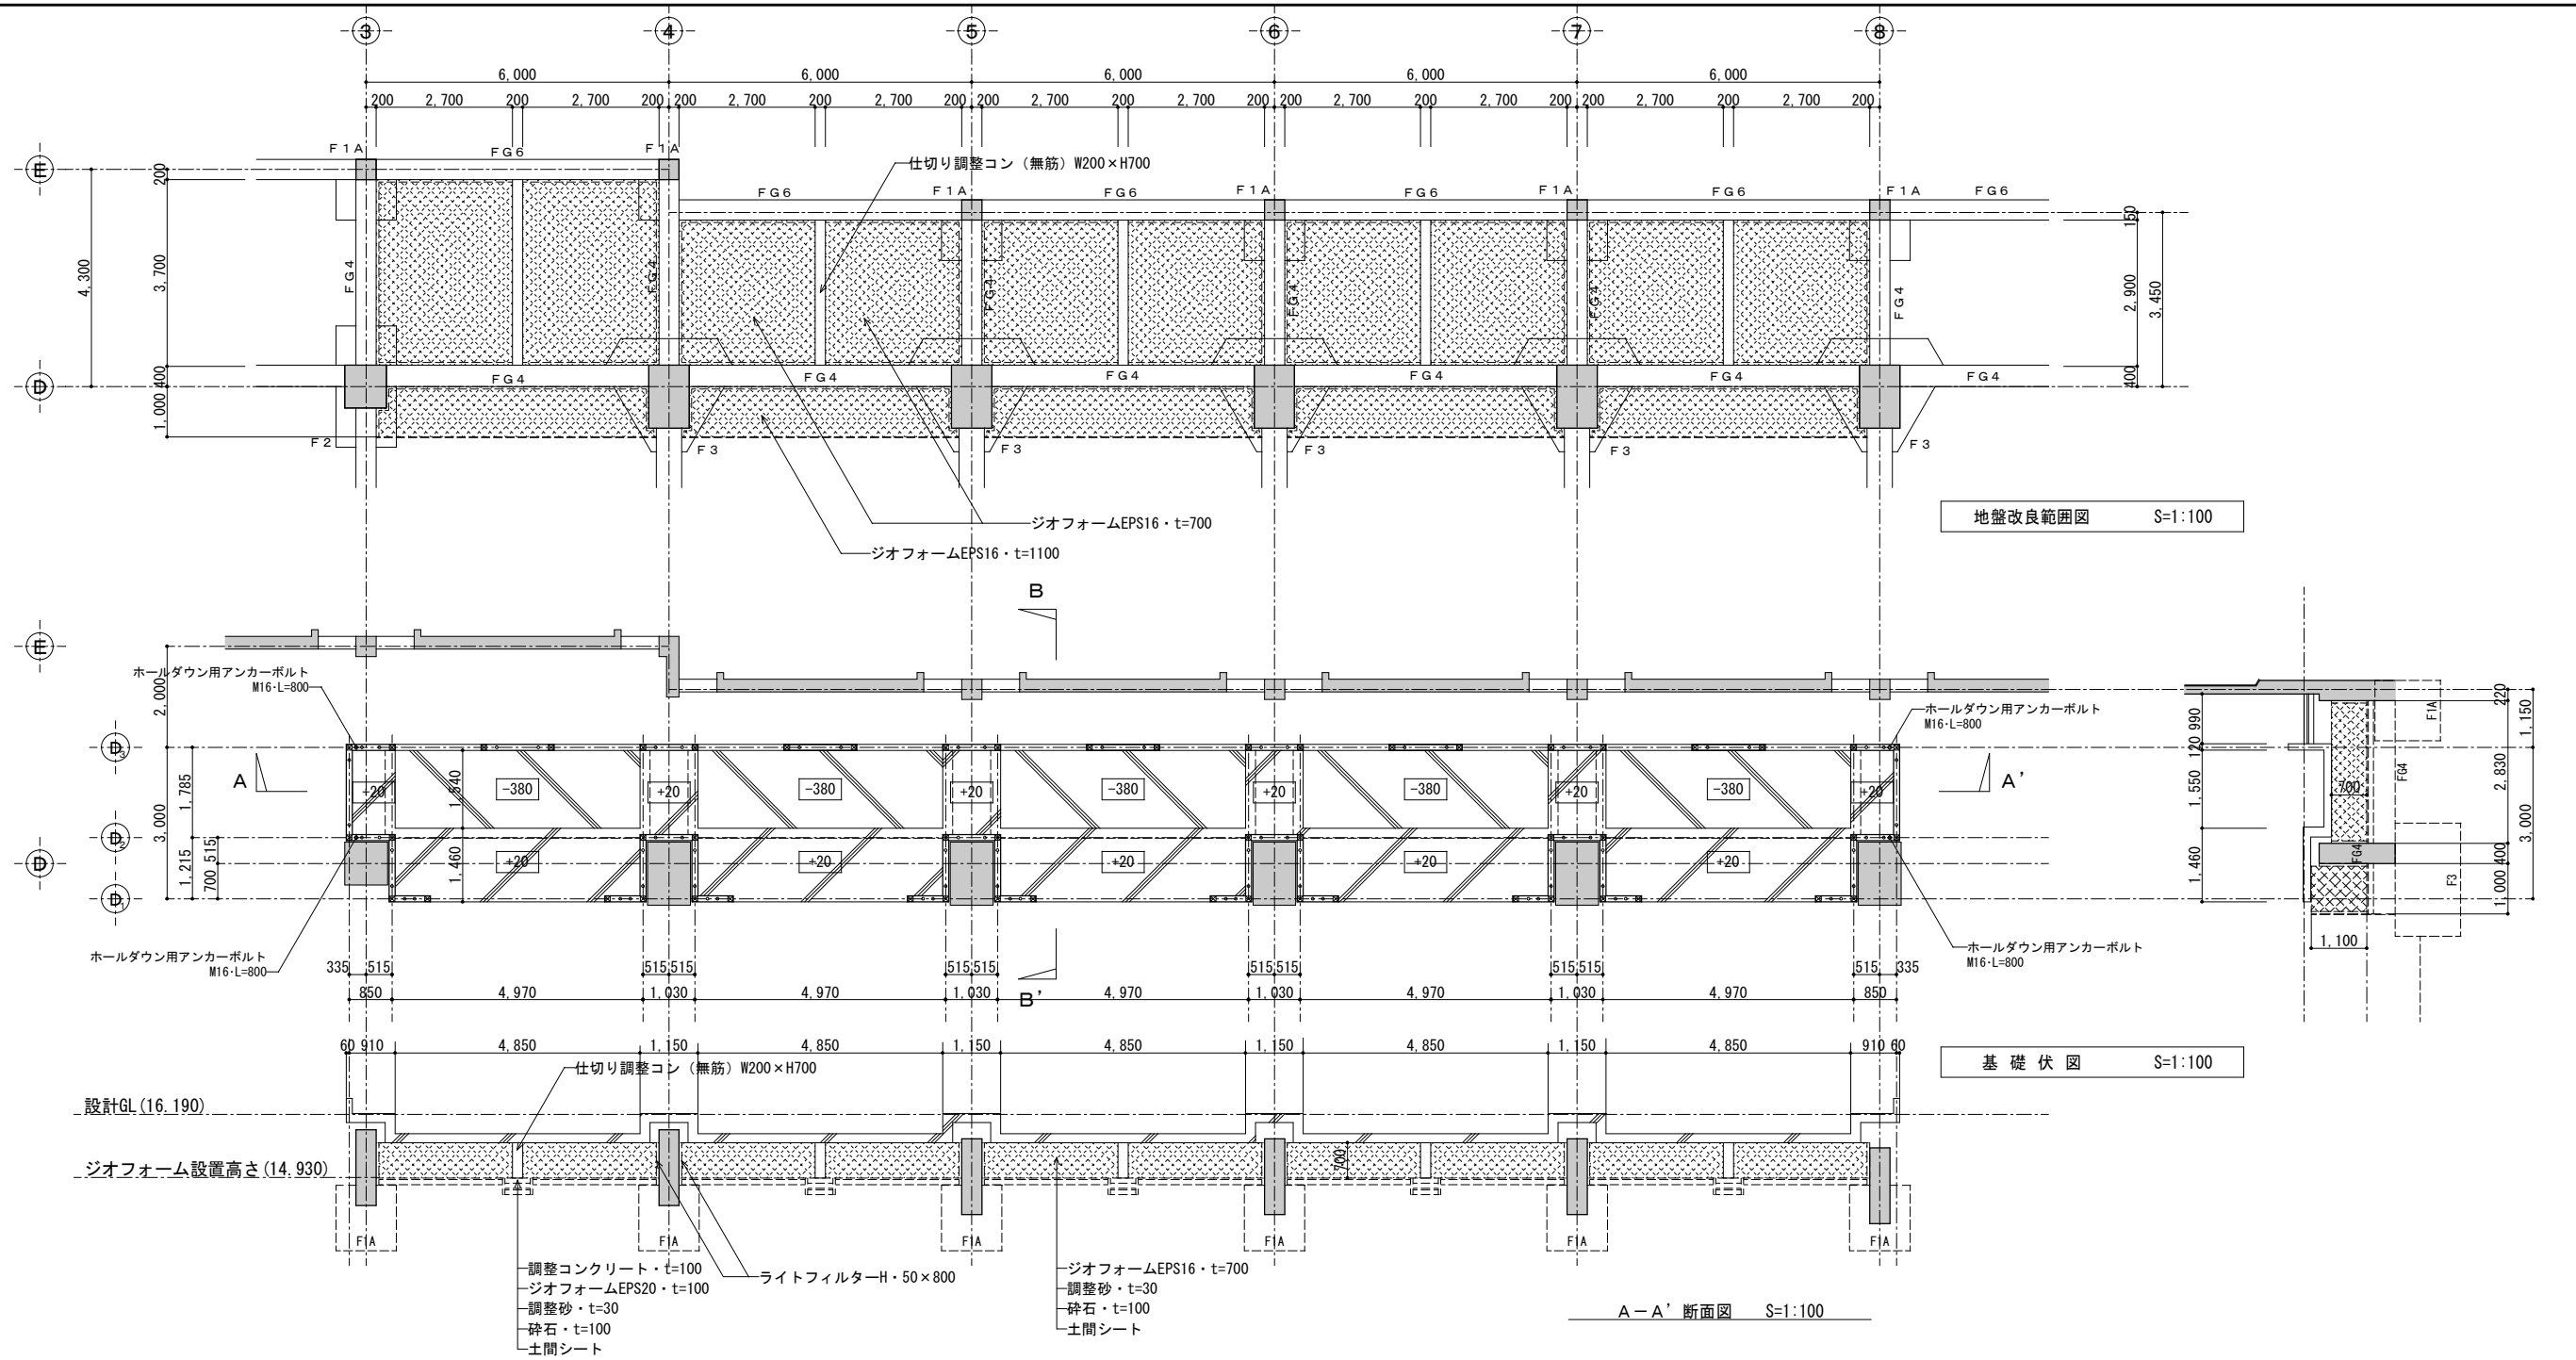 3 4 5 6 7 8
6,000 6,000 6,000 6,000 6,000
200 2,700 200 2,700 200 200 2,700 200 2,700 200 200 2,700 200 2,700 200 200 2,700 200 2,700 200 200 2,700 200 2,700 200
F1A FG6 F1A
仕切り調整コン（無筋）W200×H700
E
FG6 F1A FG6 F1A FG6 F1A FG6 F1A FG6
200
3,700
4,300
400
1,000
FG4 FG4 FG4 FG4 FG4 FG4
150
2,900
3,450
400
D
FG4 FG4 FG4 FG4 FG4 FG4
F2 F3 F3 F3 F3 F3
ジオフォームEPS16・t=700
ジオフォームEPS16・t=1100
地盤改良範囲図 S=1:100
B
E
ホールダウン用アンカーボルト
M16・L=800
ホールダウン用アンカーボルト
M16・L=800
2,000
D3
A
A'
1,785
3,000
1,540
+20 -380 +20 -380 +20 -380 +20 -380 +20 -380 +20
D2
D
D1
1,215
700 515
1,460
+20 +20 +20 +20 +20
ホールダウン用アンカーボルト
M16・L=800
ホールダウン用アンカーボルト
M16・L=800
B'
335 515 515 515 515 515 515 515 515 515 515 335
850 4,970 1,030 4,970 1,030 4,970 1,030 4,970 1,030 4,970 850
60 910 4,850 1,150 4,850 1,150 4,850 1,150 4,850 1,150 4,850 910 60
220
990
120
1,550
1,460
1,150
2,830
3,000
400
1,000
700
1,100
F1A
FG4
FG4
F3
基礎伏図 S=1:100
仕切り調整コン（無筋）W200×H700
設計GL(16.190)
ジオフォーム設置高さ(14.930)
700
F1A F1A F1A F1A F1A F1A
調整コンクリート・t=100
ジオフォームEPS20・t=100
調整砂・t=30
砕石・t=100
土間シート
ライトフィルターH・50×800
ジオフォームEPS16・t=700
調整砂・t=30
砕石・t=100
土間シート
A－A' 断面図 S=1:100